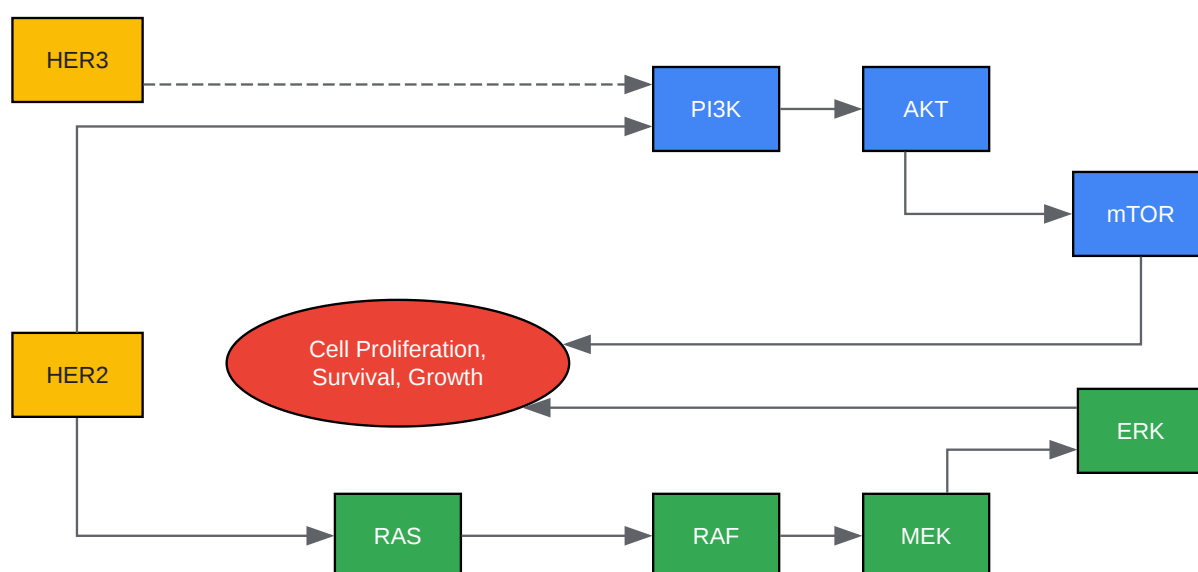 HER3
PI3K
AKT
mTOR
Cell Proliferation,
Survival, Growth
HER2
ERK
RAS
RAF
MEK